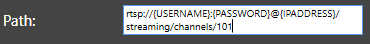 Path: rtsp://{USERNAME}:{PASSWORD}@{IPADDRESS}/
streaming/channels/101